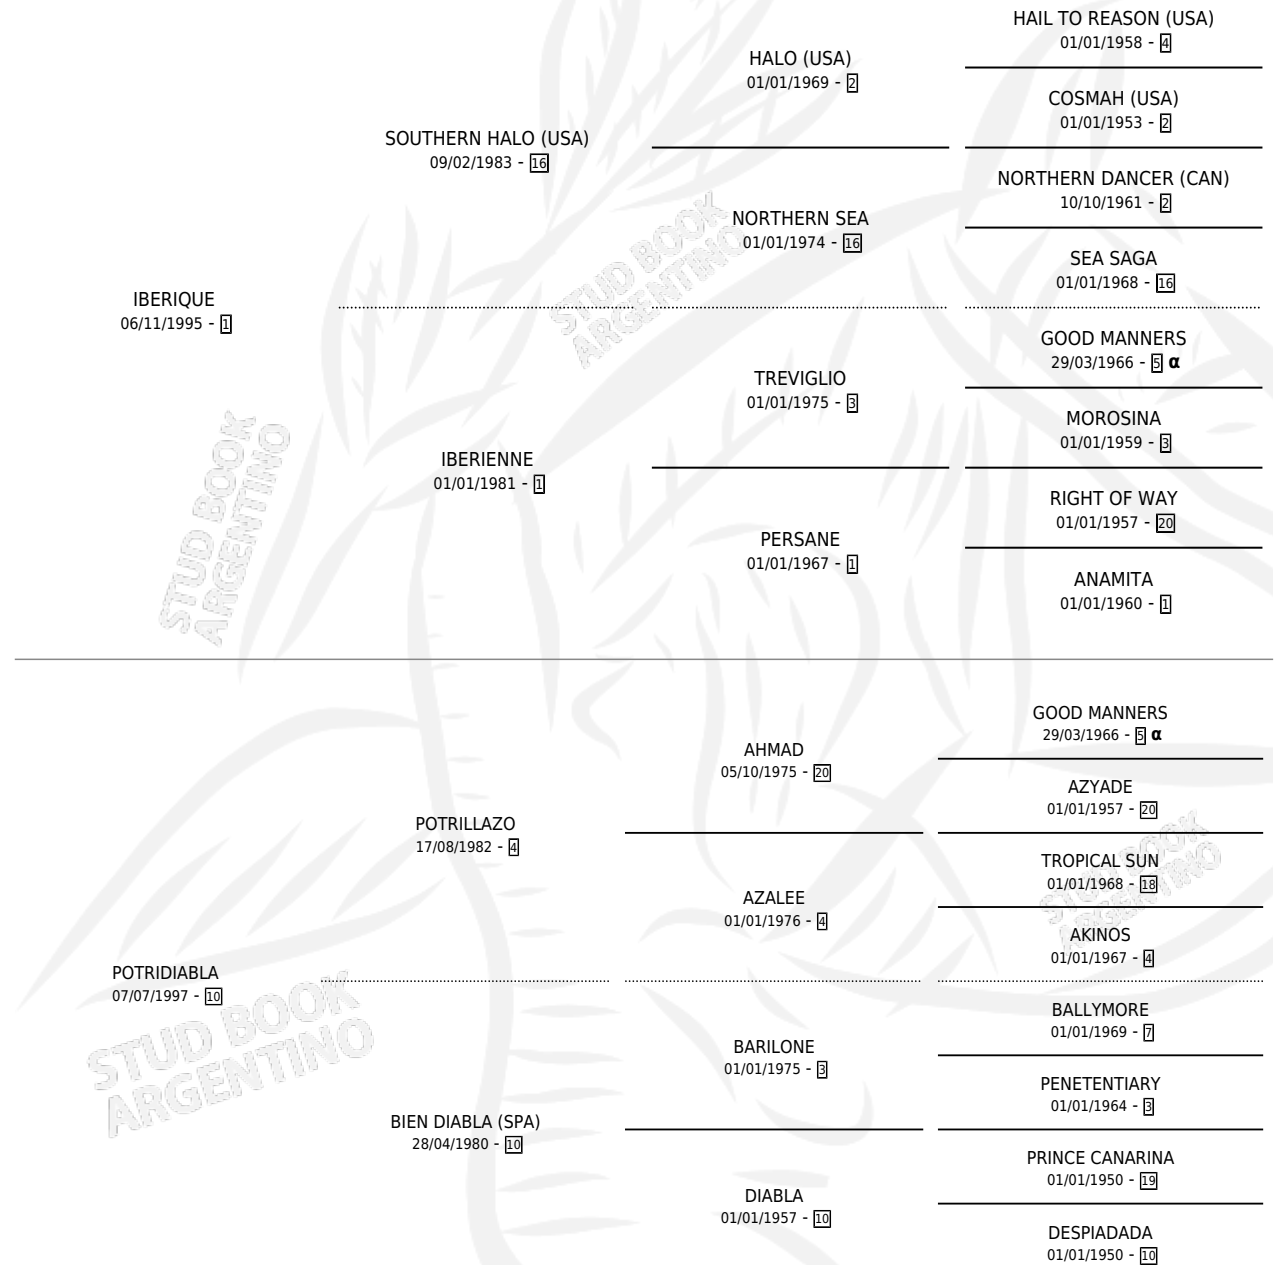 HAIL TO REASON (USA)
01/01/1958 - 4
HALO (USA)
01/01/1969 - 2
COSMAH (USA)
01/01/1953 - 2
SOUTHERN HALO (USA)
09/02/1983 - 16
NORTHERN DANCER (CAN)
10/10/1961 - 2
NORTHERN SEA
01/01/1974 - 16
SEA SAGA
01/01/1968 - 16
IBERIQUE
06/11/1995 - 1
GOOD MANNERS
29/03/1966 - 5 α
TREVIGLIO
01/01/1975 - 3
MOROSINA
01/01/1959 - 3
IBERIENNE
01/01/1981 - 1
RIGHT OF WAY
01/01/1957 - 20
PERSANE
01/01/1967 - 1
ANAMITA
01/01/1960 - 1
GOOD MANNERS
29/03/1966 - 5 α
AHMAD
05/10/1975 - 20
AZYADE
01/01/1957 - 20
POTRILLAZO
17/08/1982 - 4
TROPICAL SUN
01/01/1968 - 18
AZALEE
01/01/1976 - 4
AKINOS
01/01/1967 - 4
POTRIDIABLA
07/07/1997 - 10
BALLYMORE
01/01/1969 - 7
BARILONE
01/01/1975 - 3
PENETENTIARY
01/01/1964 - 3
BIEN DIABLA (SPA)
28/04/1980 - 10
PRINCE CANARINA
01/01/1950 - 19
DIABLA
01/01/1957 - 10
DESPIADADA
01/01/1950 - 10
STUD BOOK
ARGENTINO
STUD BOOK
ARGENTINO
STUD BOOK
ARGENTINO
STUD BOOK
ARGENTINO